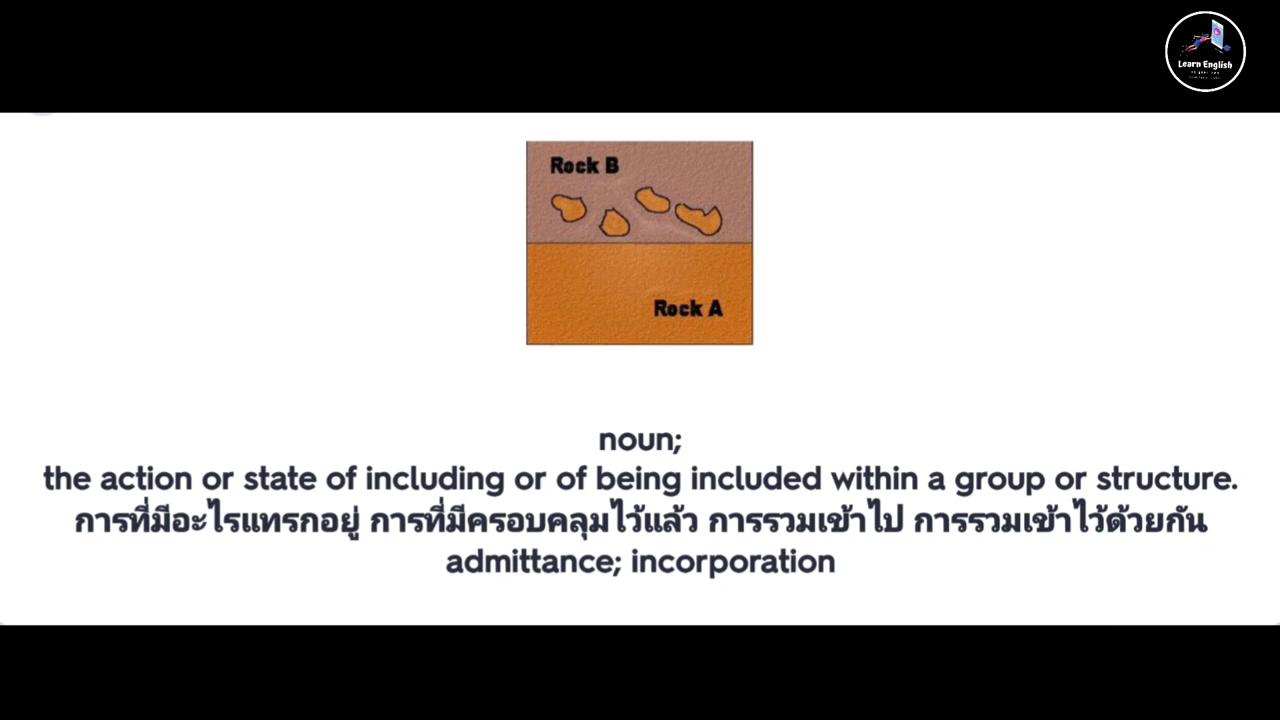 Learn English
Rock B
Rock A
noun;
the action or state of including or of being included within a group or structure.
การที่มีอะไรแทรกอยู่ การที่มีครอบคลุมไว้แล้ว การรวมเข้าไป การรวมเข้าไว้ด้วยกัน
admittance; incorporation